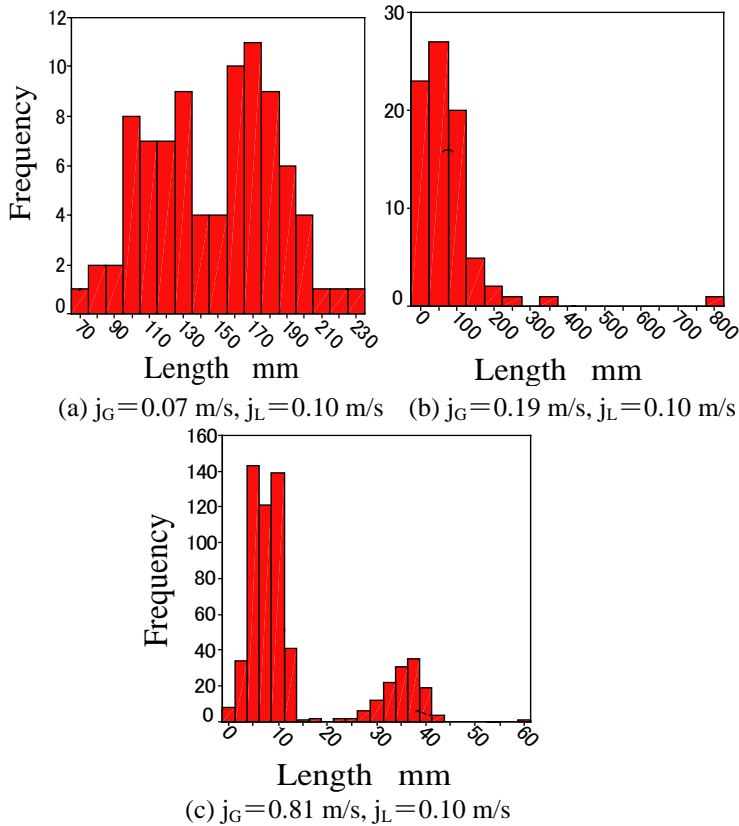 12
10
8
6
4
2
0
Frequency
70 90 110 130 150 170 190 210 230
Length mm
(a) jG＝0.07 m/s, jL＝0.10 m/s
30
20
10
0
0 100 200 300 400 500 600 700 800
Length mm
(b) jG＝0.19 m/s, jL＝0.10 m/s
160
140
120
100
80
60
40
20
0
Frequency
0 10 20 30 40 50 60
Length mm
(c) jG＝0.81 m/s, jL＝0.10 m/s